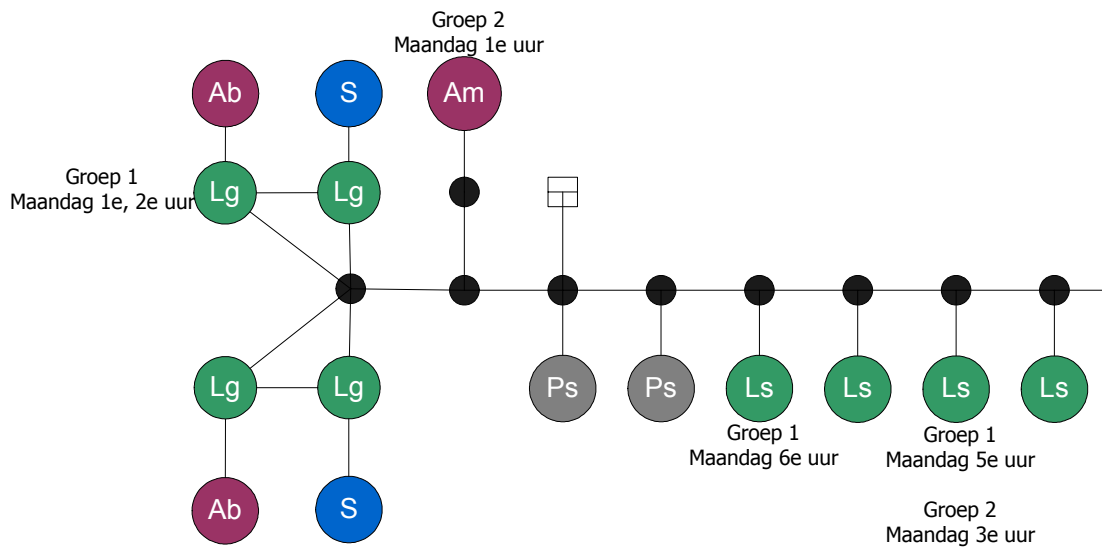 Groep 2
Maandag 1e uur
Ab
S
Am
Groep 1
Maandag 1e, 2e uur
Lg
Lg
Lg
Lg
Ps
Ps
Ls
Ls
Ls
Ls
Groep 1
Maandag 6e uur
Groep 1
Maandag 5e uur
Ab
S
Groep 2
Maandag 3e uur